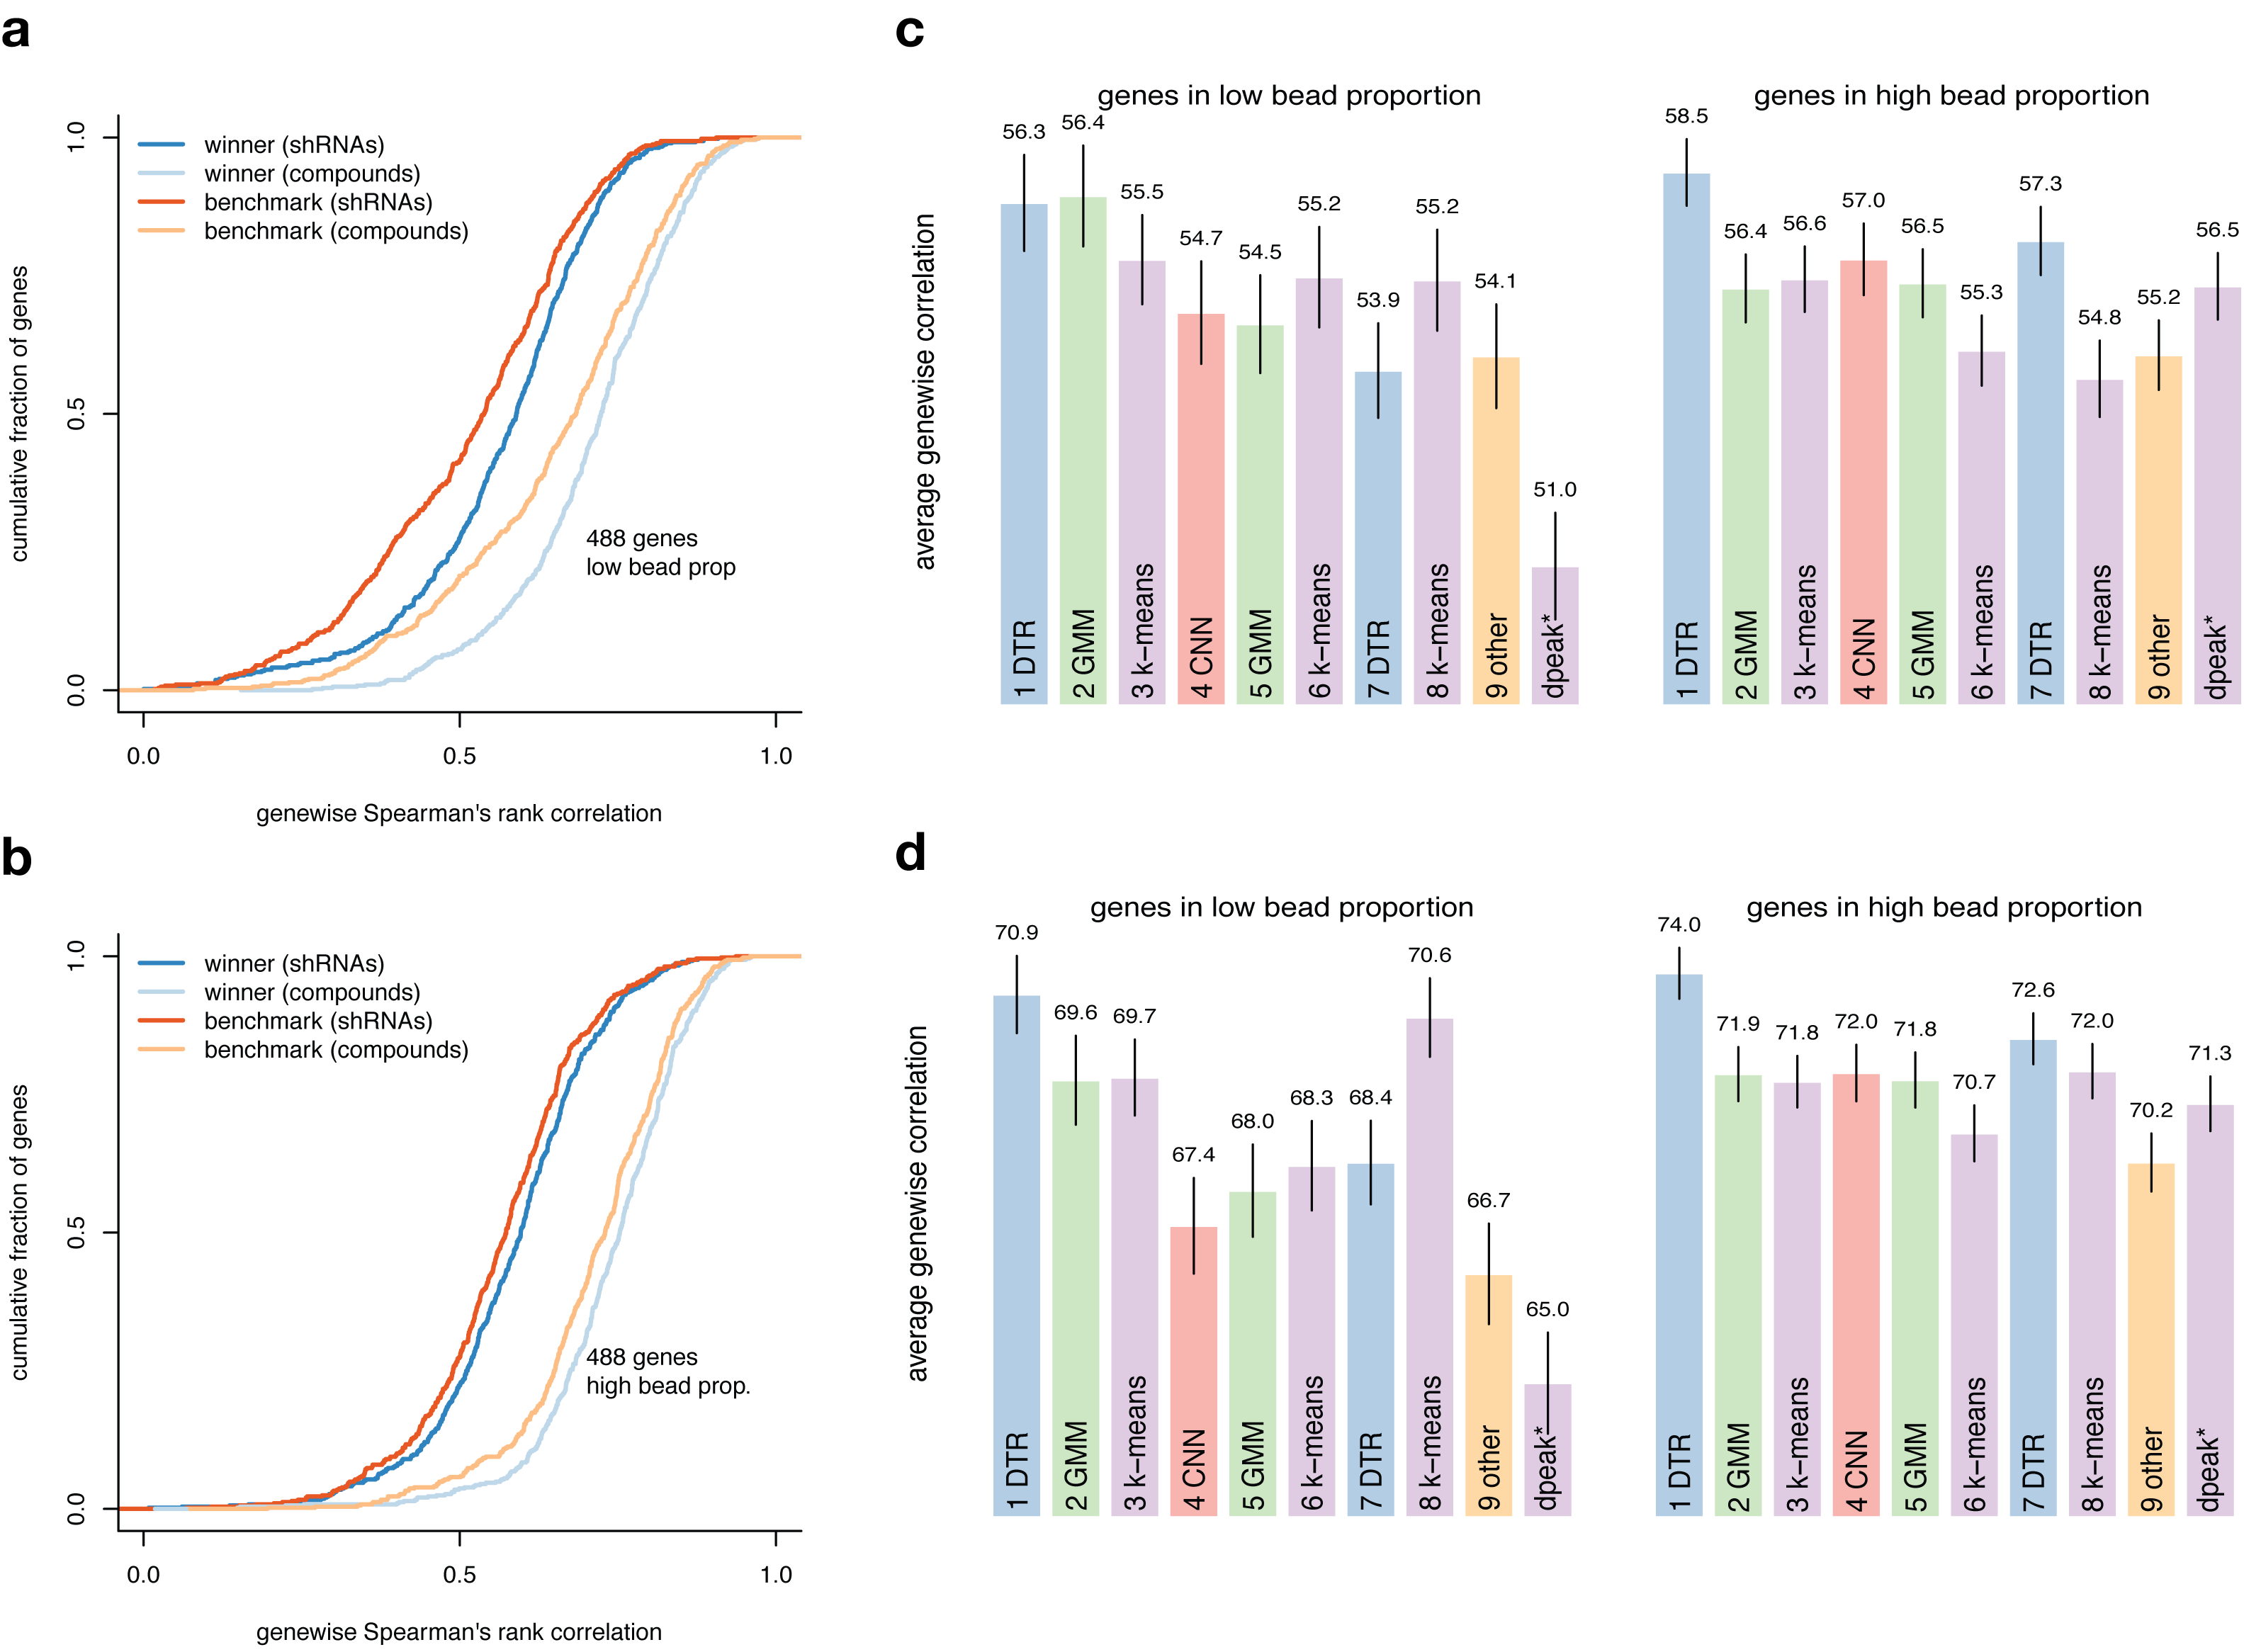 a
1.0
0.5
0.0
cumulative fraction of genes
winner (shRNAs)
winner (compounds)
benchmark (shRNAs)
benchmark (compounds)
488 genes
low bead prop
0.0 0.5 1.0
genewise Spearman's rank correlation
b
1.0
0.5
0.0
cumulative fraction of genes
winner (shRNAs)
winner (compounds)
benchmark (shRNAs)
benchmark (compounds)
488 genes
high bead prop.
0.0 0.5 1.0
genewise Spearman's rank correlation
c
average genewise correlation
genes in low bead proportion
56.3 56.4 55.5 54.7 54.5 55.2 53.9 55.2 54.1 51.0
1 DTR
2 GMM
3 k−means
4 CNN
5 GMM
6 k−means
7 DTR
8 k−means
9 other
dpeak*
genes in high bead proportion
58.5 56.4 56.6 57.0 56.5 55.3 57.3 54.8 55.2 56.5
1 DTR
2 GMM
3 k−means
4 CNN
5 GMM
6 k−means
7 DTR
8 k−means
9 other
dpeak*
d
average genewise correlation
genes in low bead proportion
70.9 69.6 69.7 67.4 68.0 68.3 68.4 70.6 66.7 65.0
1 DTR
2 GMM
3 k−means
4 CNN
5 GMM
6 k−means
7 DTR
8 k−means
9 other
dpeak*
genes in high bead proportion
74.0 71.9 71.8 72.0 71.8 70.7 72.6 72.0 70.2 71.3
1 DTR
2 GMM
3 k−means
4 CNN
5 GMM
6 k−means
7 DTR
8 k−means
9 other
dpeak*